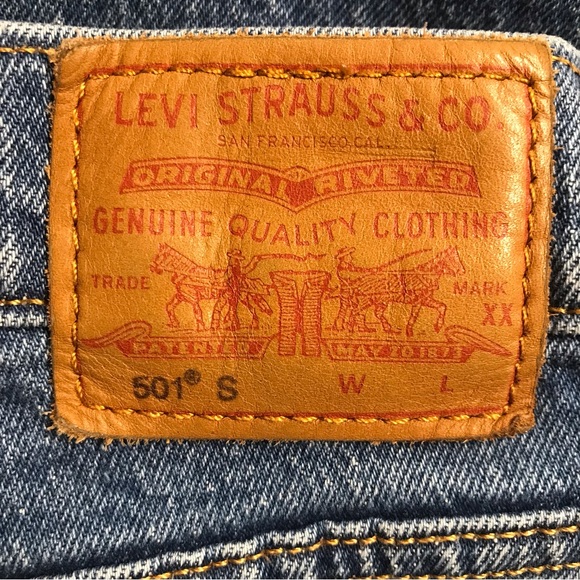 LEVI STRAUSS & CO.
SAN FRANCISCO, CAL.
ORIGINAL RIVETED
GENUINE QUALITY CLOTHING
TRADE MARK
XX
PATENTED MAY 20 1873
501® S W L